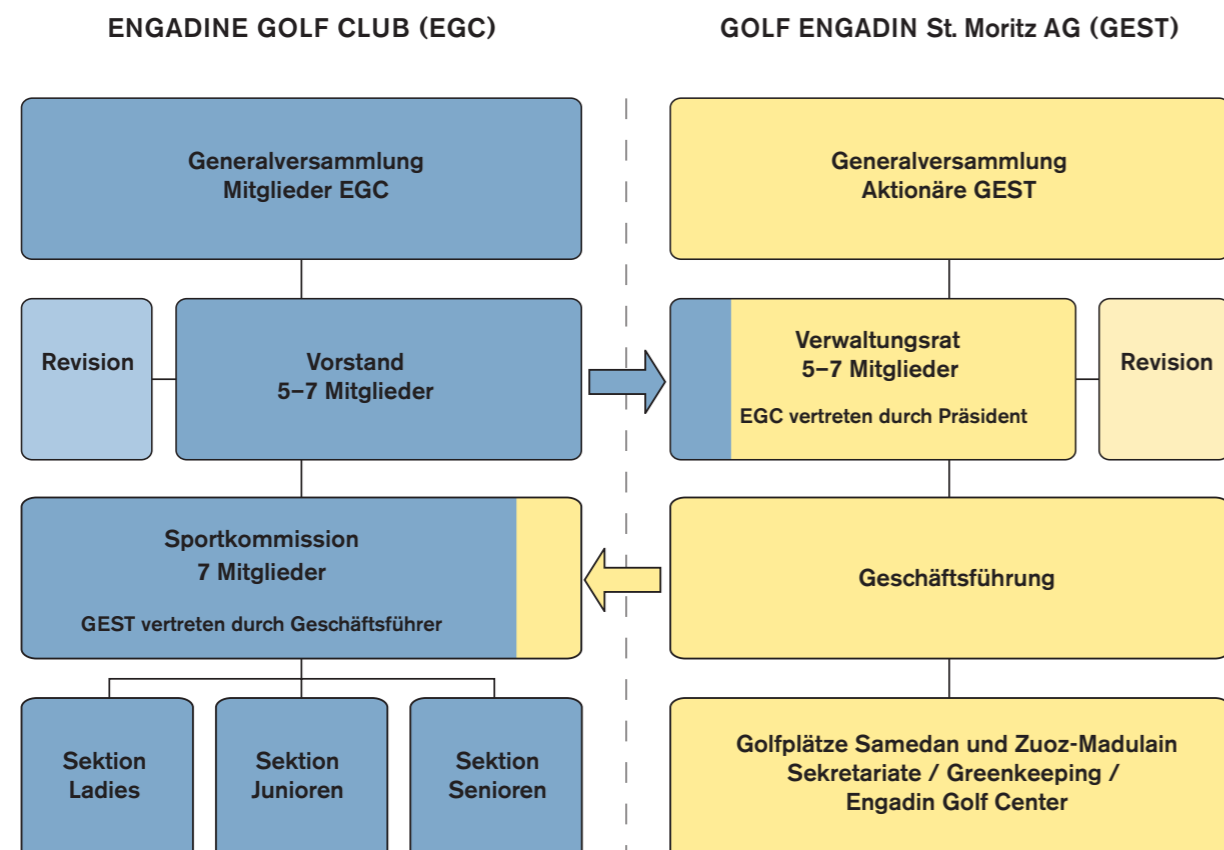 ENGADINE GOLF CLUB (EGC)
GOLF ENGADIN St. Moritz AG (GEST)
Generalversammlung
Mitglieder EGC
Generalversammlung
Aktionäre GEST
Revision
Vorstand
5–7 Mitglieder
Verwaltungsrat
5–7 Mitglieder
EGC vertreten durch Präsident
Revision
Sportkommission
7 Mitglieder
GEST vertreten durch Geschäftsführer
Geschäftsführung
Sektion
Ladies
Sektion
Junioren
Sektion
Senioren
Golfplätze Samedan und Zuoz-Madulain
Sekretariate / Greenkeeping /
Engadin Golf Center